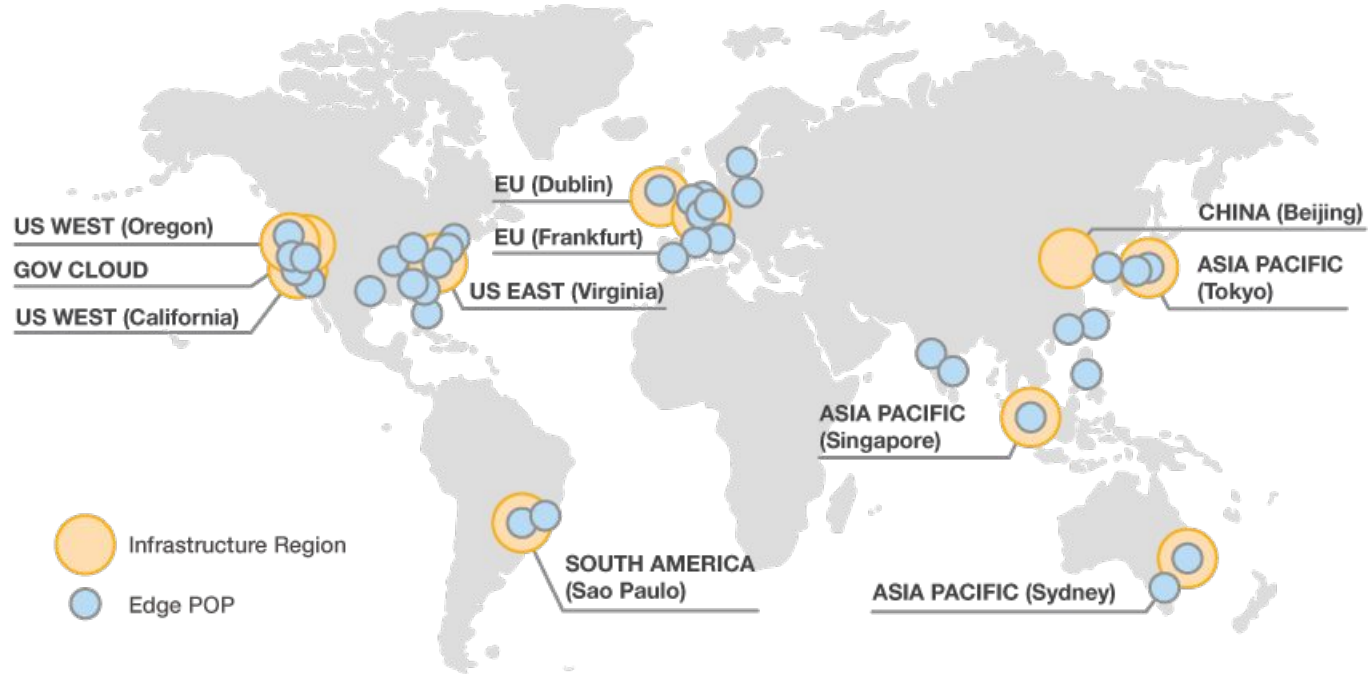 EU (Dublin)
US WEST (Oregon)
CHINA (Beijing)
EU (Frankfurt)
GOV CLOUD
ASIA PACIFIC
(Tokyo)
US EAST (Virginia)
US WEST (California)
ASIA PACIFIC
(Singapore)
Infrastructure Region
SOUTH AMERICA
(Sao Paulo)
ASIA PACIFIC (Sydney)
Edge POP